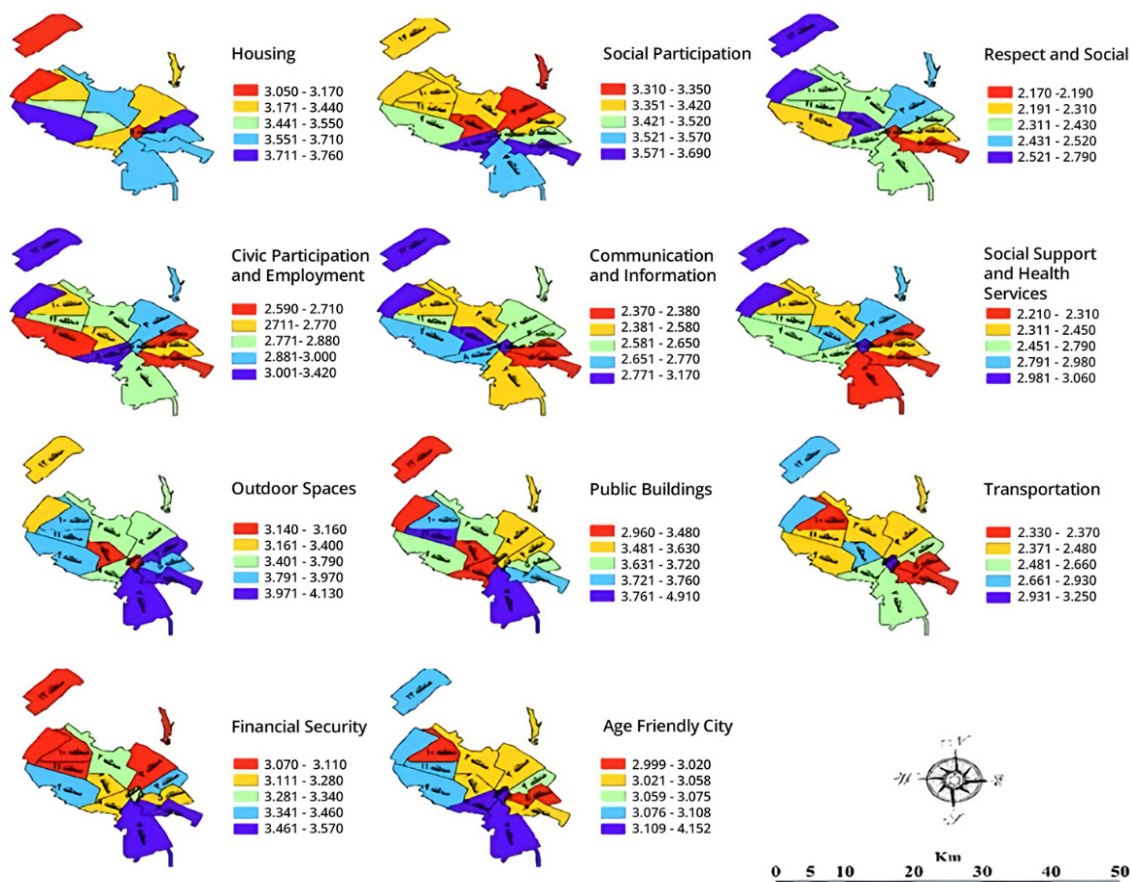 Housing
3.050 - 3.170
3.171 - 3.440
3.441 - 3.550
3.551 - 3.710
3.711 - 3.760
Social Participation
3.310 - 3.350
3.351 - 3.420
3.421 - 3.520
3.521 - 3.570
3.571 - 3.690
Respect and Social
2.170 -2.190
2.191 - 2.310
2.311 - 2.430
2.431 - 2.520
2.521 - 2.790
Civic Participation
and Employment
2.590 - 2.710
2711 - 2.770
2.771- 2.880
2.881-3.000
3.001-3.420
Communication
and Information
2.370 - 2.380
2.381 - 2.580
2.581 - 2.650
2.651 - 2.770
2.771 - 3.170
Social Support
and Health
Services
2.210 - 2.310
2.311 - 2.450
2.451 - 2.790
2.791 - 2.980
2.981 - 3.060
Outdoor Spaces
3.140 - 3.160
3.161 - 3.400
3.401 - 3.790
3.791 - 3.970
3.971 - 4.130
Public Buildings
2.960 - 3.480
3.481 - 3.630
3.631 - 3.720
3.721 - 3.760
3.761 - 4.910
Transportation
2.330 - 2.370
2.371 - 2.480
2.481 - 2.660
2.661 - 2.930
2.931 - 3.250
Financial Security
3.070 - 3.110
3.111 - 3.280
3.281 - 3.340
3.341 - 3.460
3.461 - 3.570
Age Friendly City
2.999 - 3.020
3.021 - 3.058
3.059 - 3.075
3.076 - 3.108
3.109 - 4.152
N
W
S
Km
0 5 10 20 30 40 50